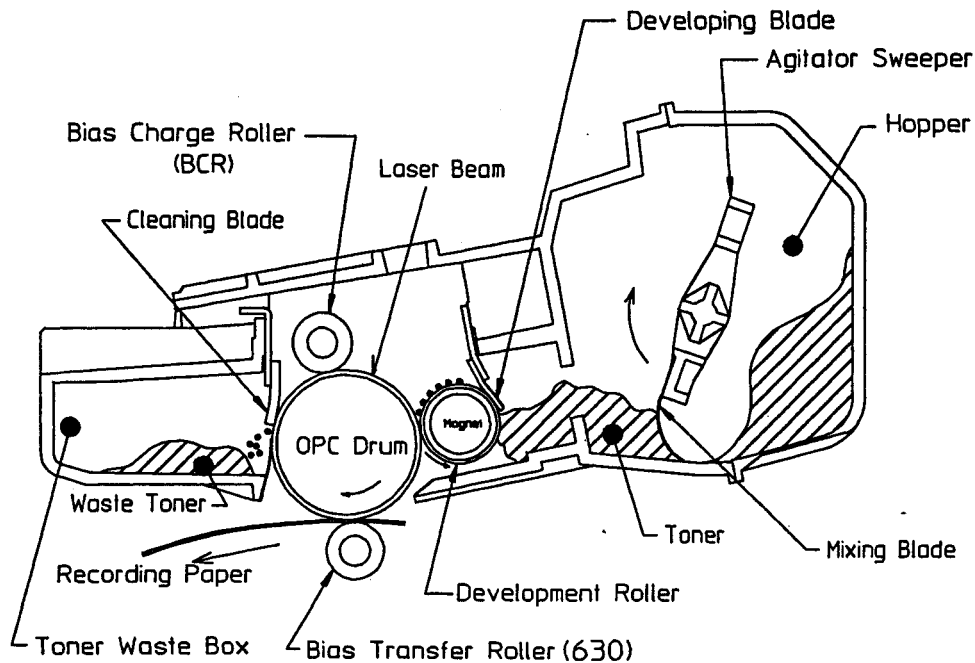 Developing Blade
Agitator Sweeper
Hopper
Bias Charge Roller
(BCR)
Laser Beam
Cleaning Blade
OPC Drum
Magnet
Waste Toner
Toner
Mixing Blade
Recording Paper
Development Roller
Toner Waste Box
Bias Transfer Roller (630)